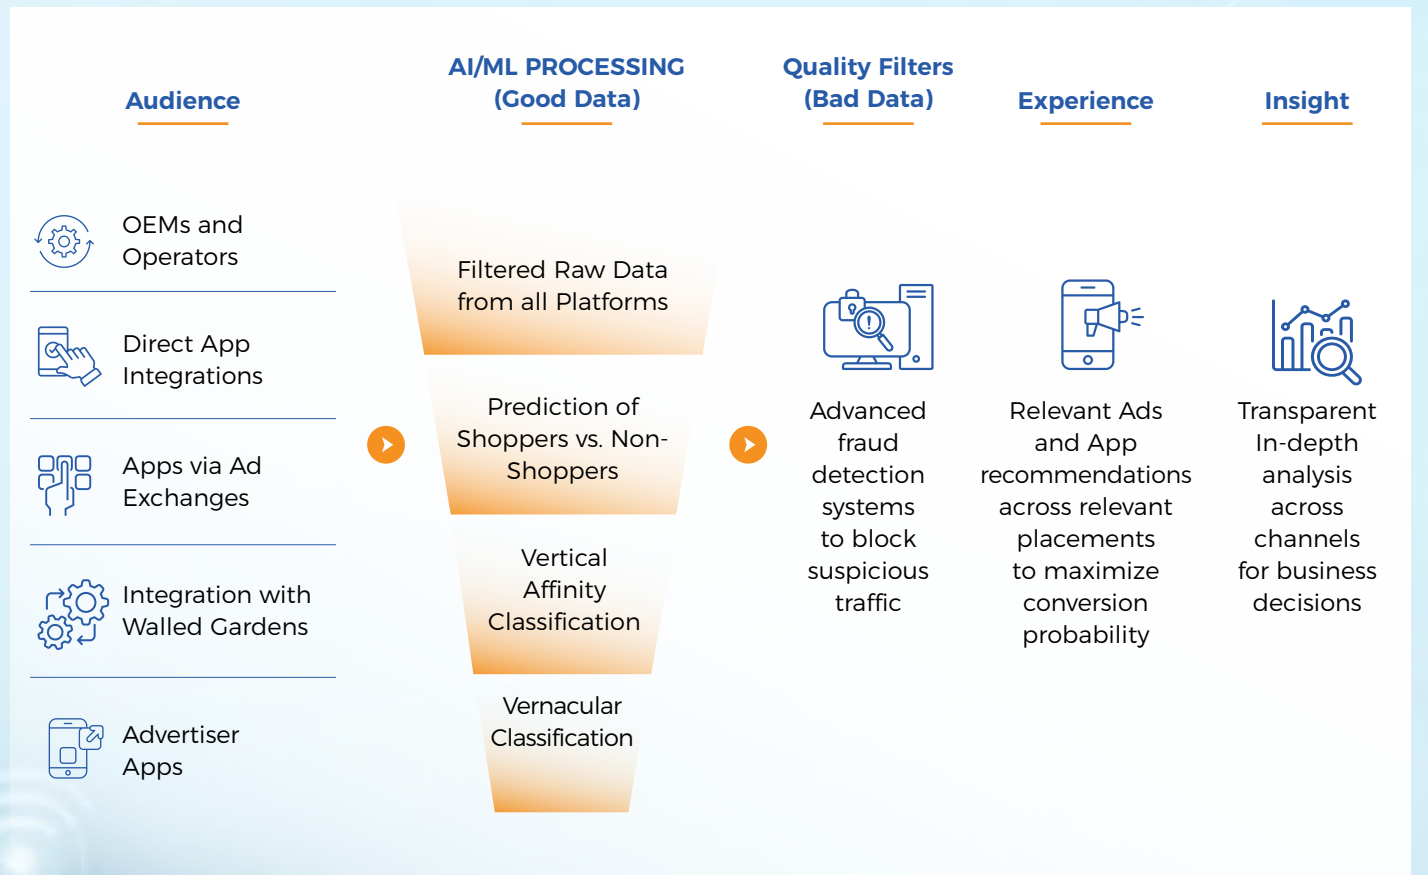 Audience
OEMs and
Operators
Direct App
Integrations
Apps via Ad
Exchanges
Integration with
Walled Gardens
Advertiser
Apps
AI/ML PROCESSING
(Good Data)
Filtered Raw Data
from all Platforms
Prediction of
Shoppers vs. Non-
Shoppers
Vertical
Affinity
Classification
Vernacular
Classification
Quality Filters
(Bad Data)
Advanced
fraud
detection
systems
to block
suspicious
traffic
Experience
Relevant Ads
and App
recommendations
across relevant
placements
to maximize
conversion
probability
Insight
Transparent
In-depth
analysis
across
channels
for business
decisions